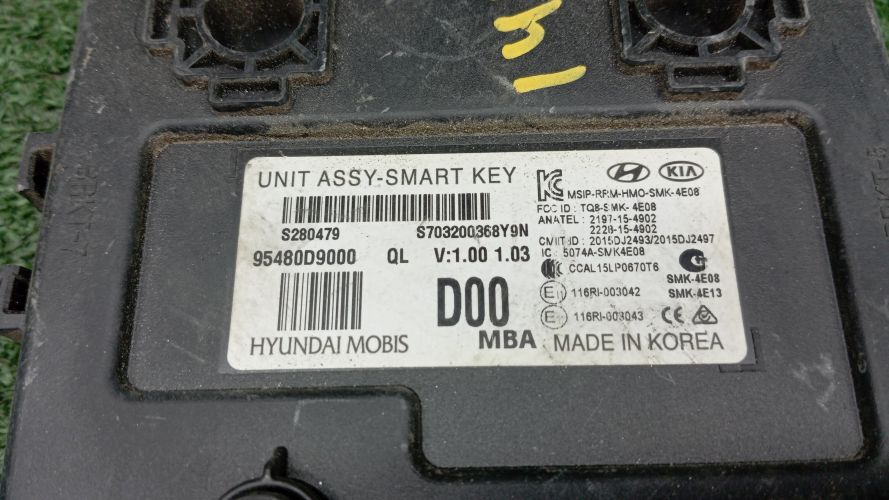 UNIT ASSY-SMART KEY
HYUNDAI KIA
MSIP-RRM-HMO-SMK-4E08
FCC ID : TQ8-SMK-4E08
ANATEL : 2197-15-4902
2228-15-4902
CMIIT ID : 2015DJ2493/2015DJ2497
IC : 5074A-SMK4E08
CCAL15LP0670T6
SMK-4E08
SMK-4E13
116RI-003042
116RI-003043
CE
S280479 S703200368Y9N
95480D9000 QL V:1.00 1.03
D00
HYUNDAI MOBIS MBA MADE IN KOREA